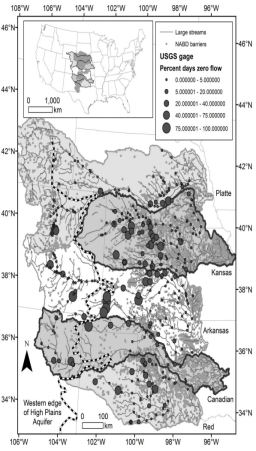 106°W 104°W 102°W 100°W 98°W 96°W
46°N
44°N
42°N
40°N
38°N
36°N
34°N
46°N
44°N
42°N
40°N
38°N
36°N
34°N
0 1,000
km
Large streams
NABD barriers
USGS gage
Percent days zero flow
0.000000 - 5.000000
5.000001 - 20.000000
20.000001 - 40.000000
40.000001 - 75.000000
75.000001 - 100.000000
Platte
Kansas
Arkansas
Canadian
Red
N
Western edge
of High Plains
Aquifer
0 100
km
106°W 104°W 102°W 100°W 98°W 96°W